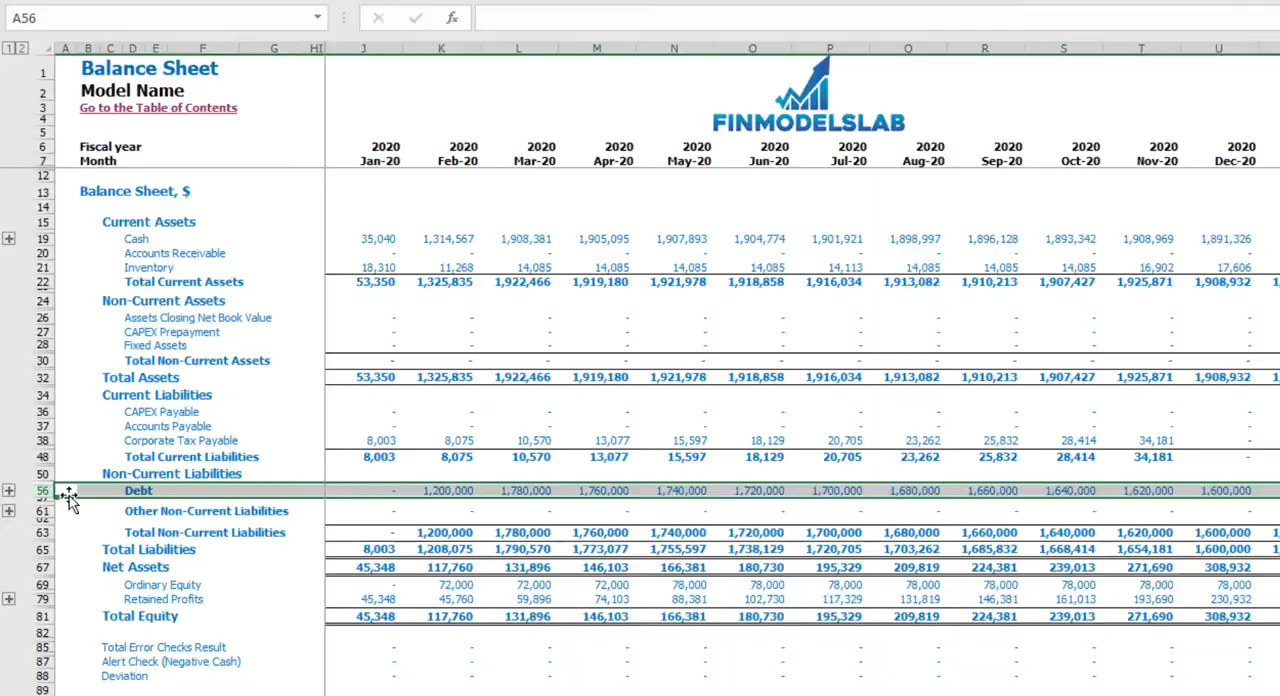 A56
fx
1 2 A B C D E F G HI J K L M N O P Q R S T U
1 Balance Sheet
2 Model Name
3 Go to the Table of Contents
4
FINMODELSLAB
5
6 Fiscal year 2020 2020 2020 2020 2020 2020 2020 2020 2020 2020 2020 2020
7 Month Jan-20 Feb-20 Mar-20 Apr-20 May-20 Jun-20 Jul-20 Aug-20 Sep-20 Oct-20 Nov-20 Dec-20
12
13 Balance Sheet, $
14
15 Current Assets
19 Cash 35,040 1,314,567 1,908,381 1,905,095 1,907,893 1,904,774 1,901,921 1,898,997 1,896,128 1,893,342 1,908,969 1,891,326
20 Accounts Receivable - - - - - - - - - - - -
21 Inventory 18,310 11,268 14,085 14,085 14,085 14,085 14,113 14,085 14,085 14,085 16,902 17,606
22 Total Current Assets 53,350 1,325,835 1,922,466 1,919,180 1,921,978 1,918,858 1,916,034 1,913,082 1,910,213 1,907,427 1,925,871 1,908,932
24 Non-Current Assets
26 Assets Closing Net Book Value - - - - - - - - - - - -
27 CAPEX Prepayment - - - - - - - - - - - -
28 Fixed Assets - - - - - - - - - - - -
30 Total Non-Current Assets - - - - - - - - - - - -
32 Total Assets 53,350 1,325,835 1,922,466 1,919,180 1,921,978 1,918,858 1,916,034 1,913,082 1,910,213 1,907,427 1,925,871 1,908,932
34 Current Liabilities
36 CAPEX Payable - - - - - - - - - - - -
37 Accounts Payable - - - - - - - - - - - -
38 Corporate Tax Payable 8,003 8,075 10,570 13,077 15,597 18,129 20,705 23,262 25,832 28,414 34,181 -
48 Total Current Liabilities 8,003 8,075 10,570 13,077 15,597 18,129 20,705 23,262 25,832 28,414 34,181 -
50 Non-Current Liabilities
56 Debt - 1,200,000 1,780,000 1,760,000 1,740,000 1,720,000 1,700,000 1,680,000 1,660,000 1,640,000 1,620,000 1,600,000
61 Other Non-Current Liabilities - - - - - - - - - - - -
63 Total Non-Current Liabilities - 1,200,000 1,780,000 1,760,000 1,740,000 1,720,000 1,700,000 1,680,000 1,660,000 1,640,000 1,620,000 1,600,000
65 Total Liabilities 8,003 1,208,075 1,790,570 1,773,077 1,755,597 1,738,129 1,720,705 1,703,262 1,685,832 1,668,414 1,654,181 1,600,000
67 Net Assets 45,348 117,760 131,896 146,103 166,381 180,730 195,329 209,819 224,381 239,013 271,690 308,932
69 Ordinary Equity - 72,000 72,000 72,000 78,000 78,000 78,000 78,000 78,000 78,000 78,000 78,000
79 Retained Profits 45,348 45,760 59,896 74,103 88,381 102,730 117,329 131,819 146,381 161,013 193,690 230,932
81 Total Equity 45,348 117,760 131,896 146,103 166,381 180,730 195,329 209,819 224,381 239,013 271,690 308,932
82
85 Total Error Checks Result - - - - - - - - - - - -
87 Alert Check (Negative Cash) - - - - - - - - - - - -
88 Deviation - - - - - - - - - - - -
89